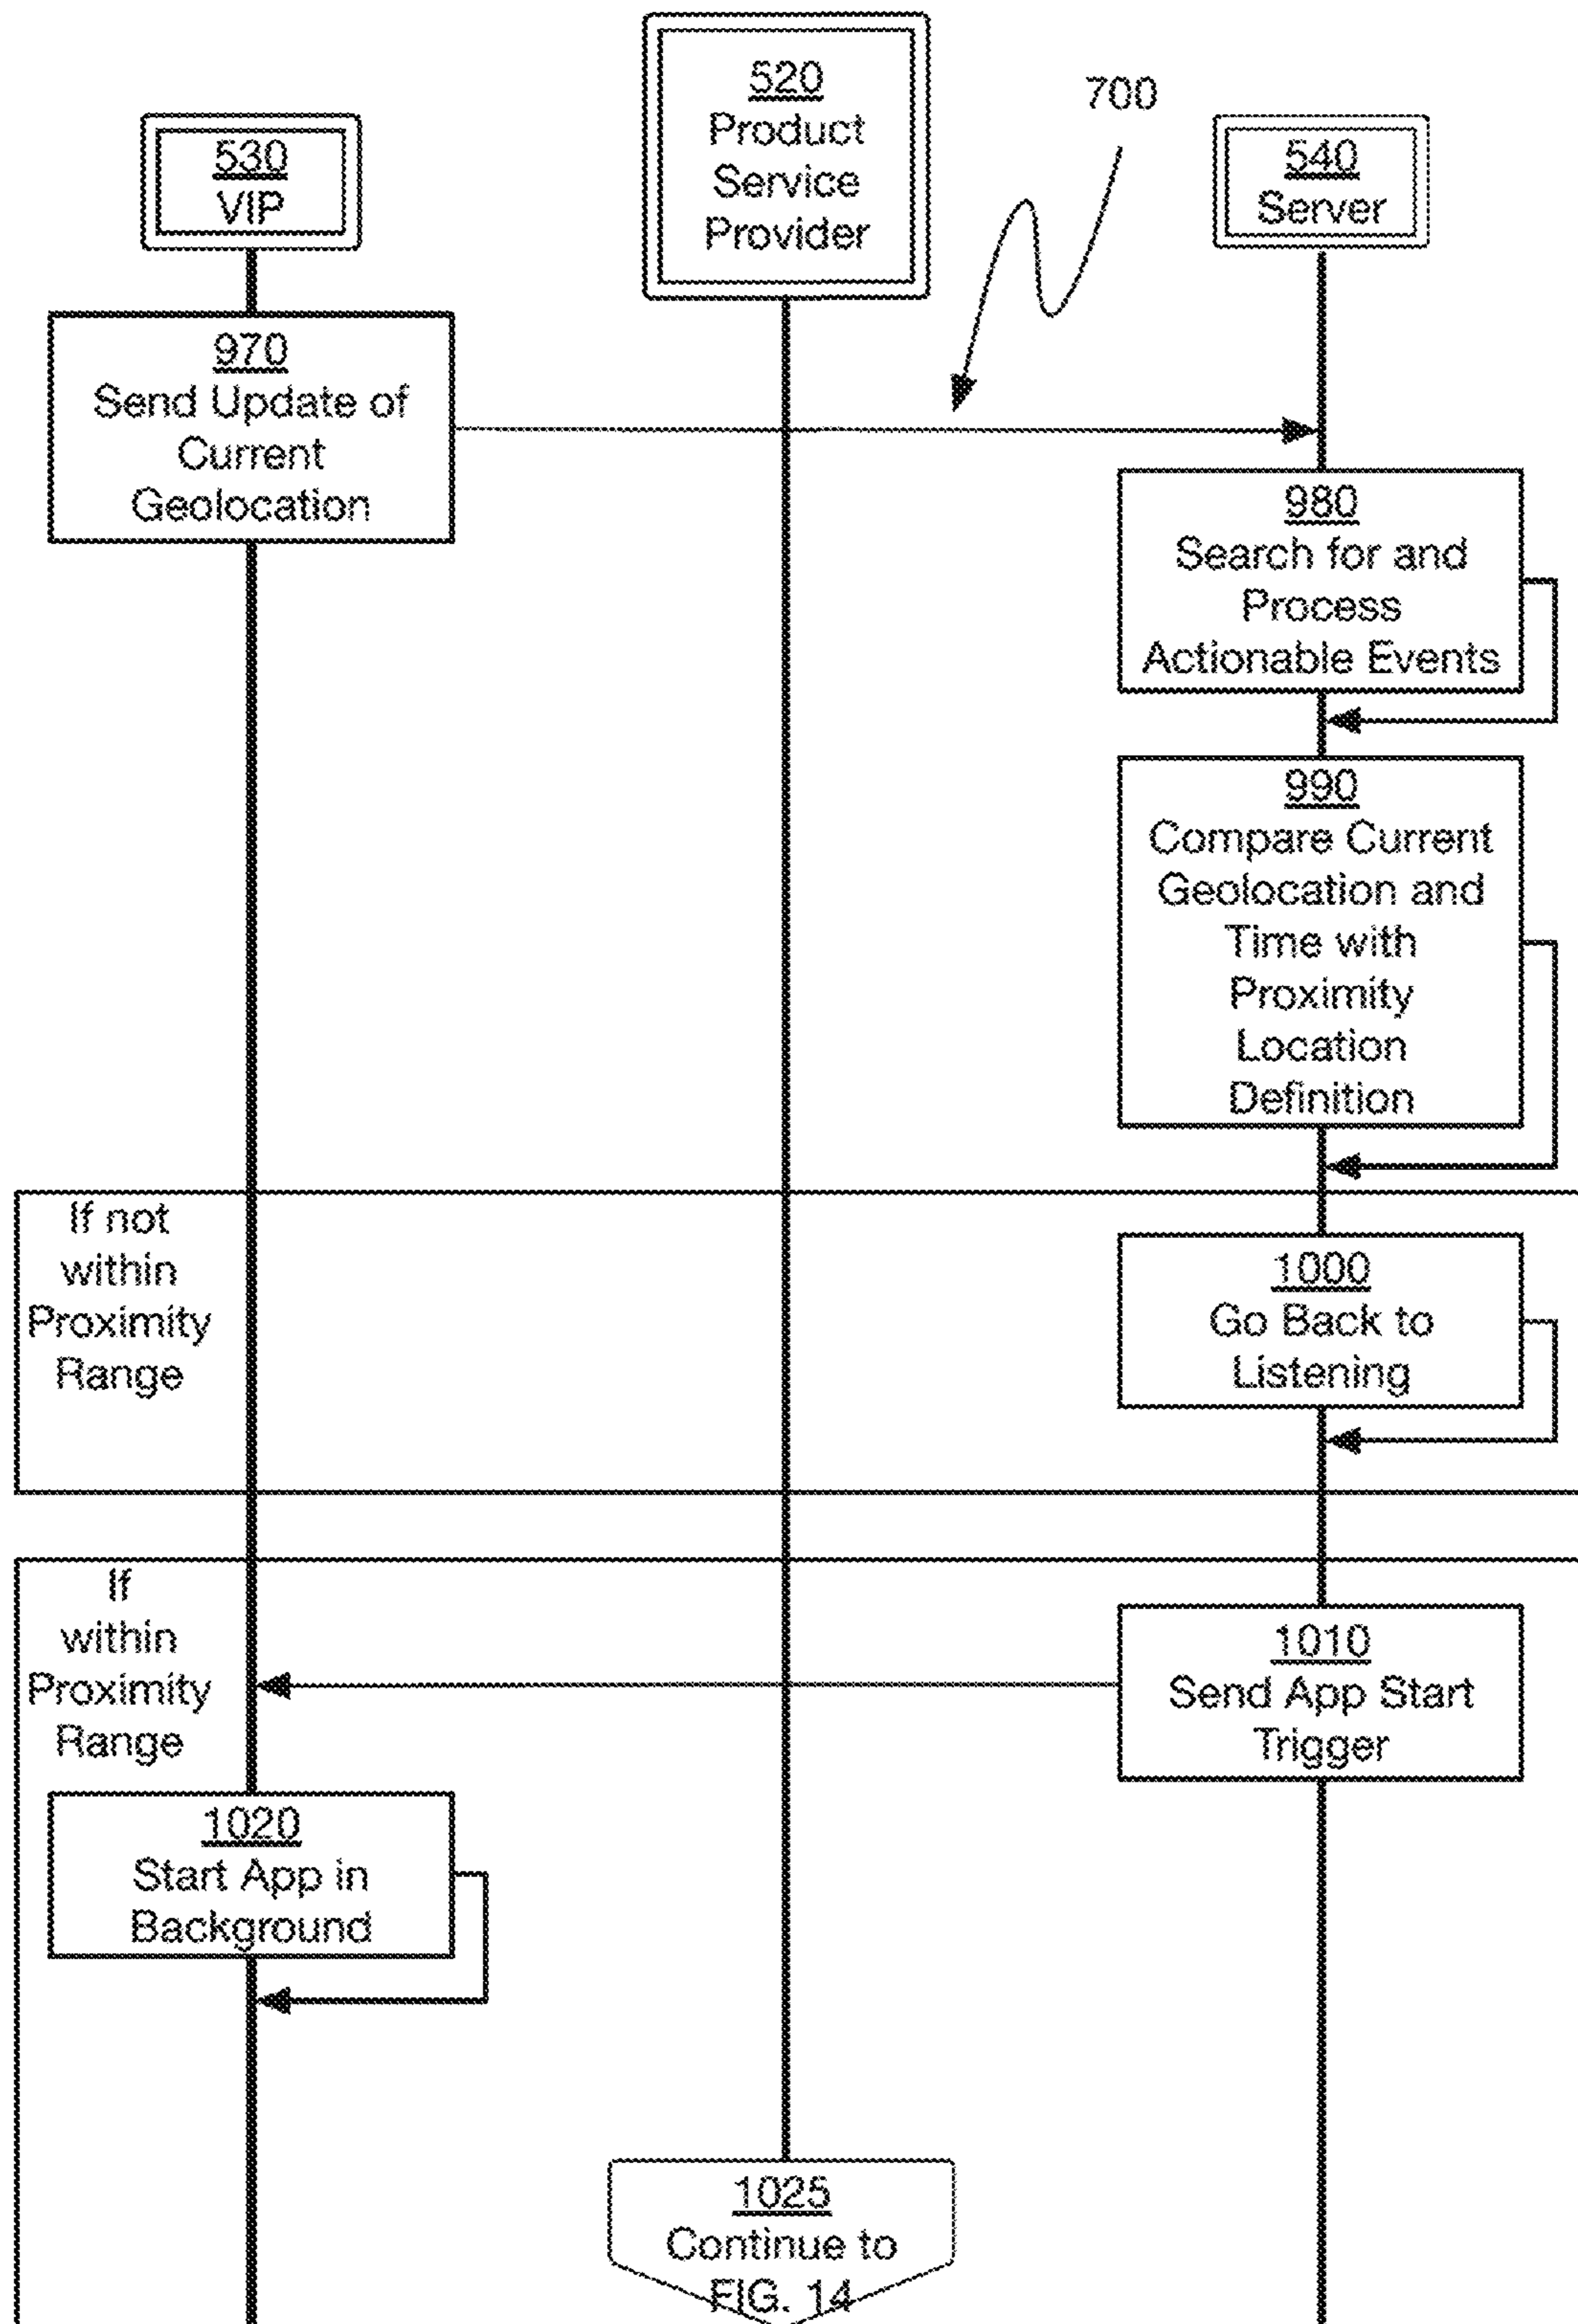 530
VIP
520
Product
Service
Provider
700
540
Server
970
Send Update of
Current
Geolocation
980
Search for and
Process
Actionable Events
990
Compare Current
Geolocation and
Time with
Proximity
Location
Definition
If not
within
Proximity
Range
1000
Go Back to
Listening
If
within
Proximity
Range
1010
Send App Start
Trigger
1020
Start App in
Background
1025
Continue to
FIG. 14